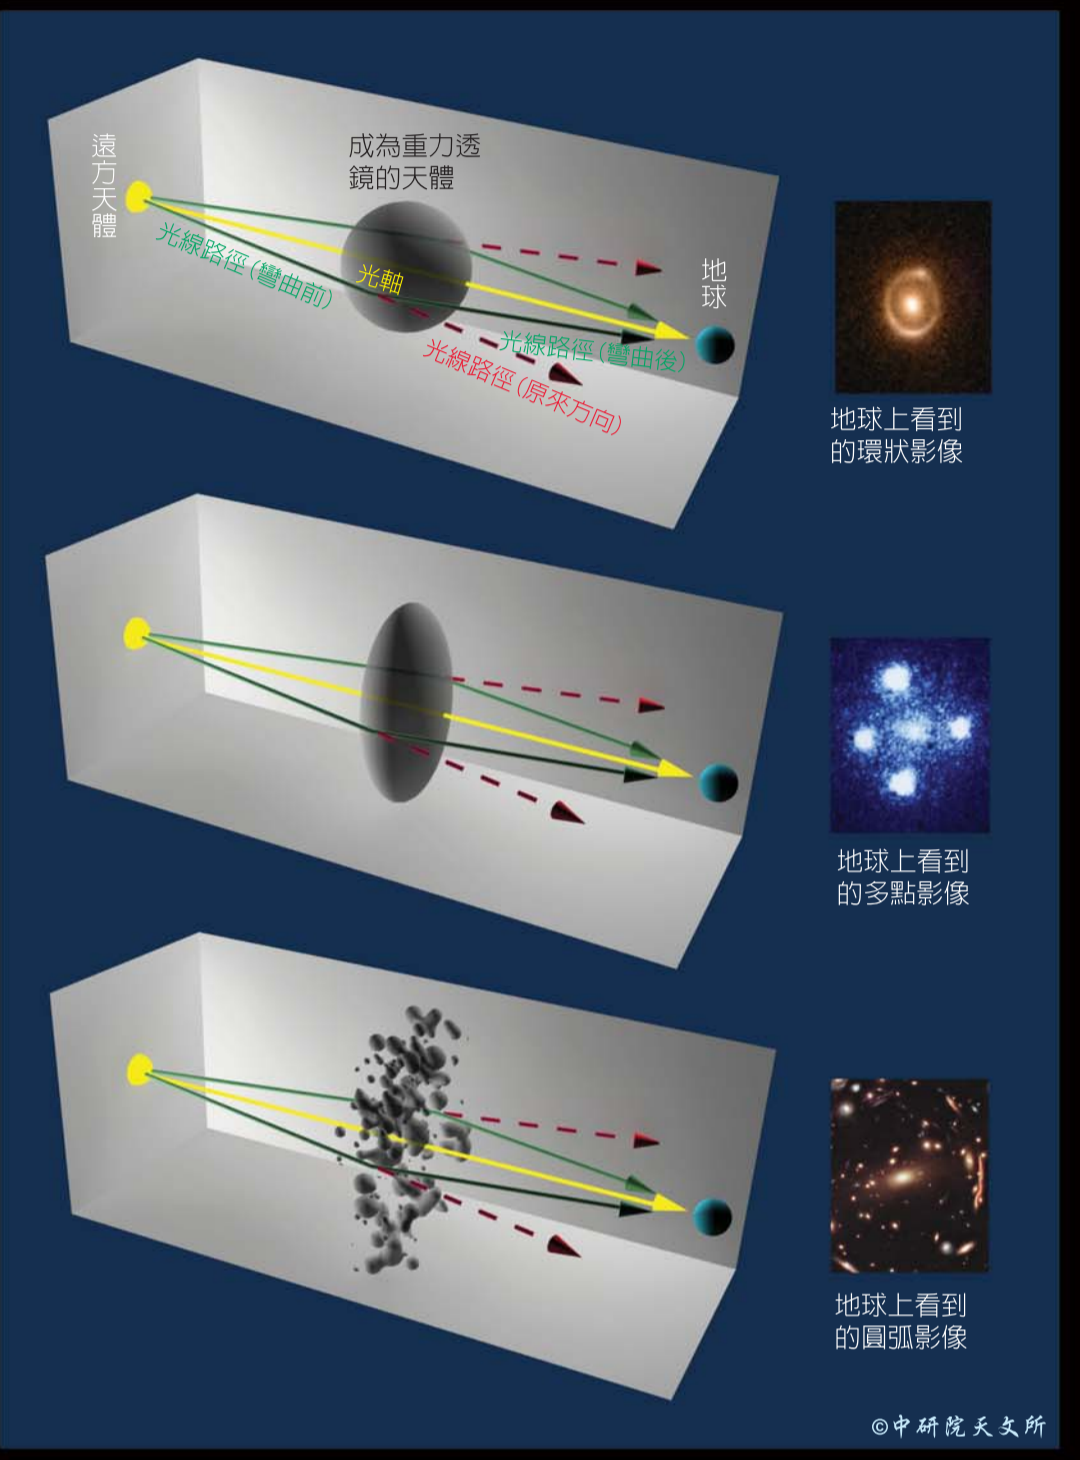 遠方天體
成為重力透
鏡的天體
光線路徑(彎曲前)
光軸
地球
光線路徑(彎曲後)
光線路徑(原來方向)
地球上看到
的環狀影像
地球上看到
的多點影像
地球上看到
的圓弧影像
©中研院天文所